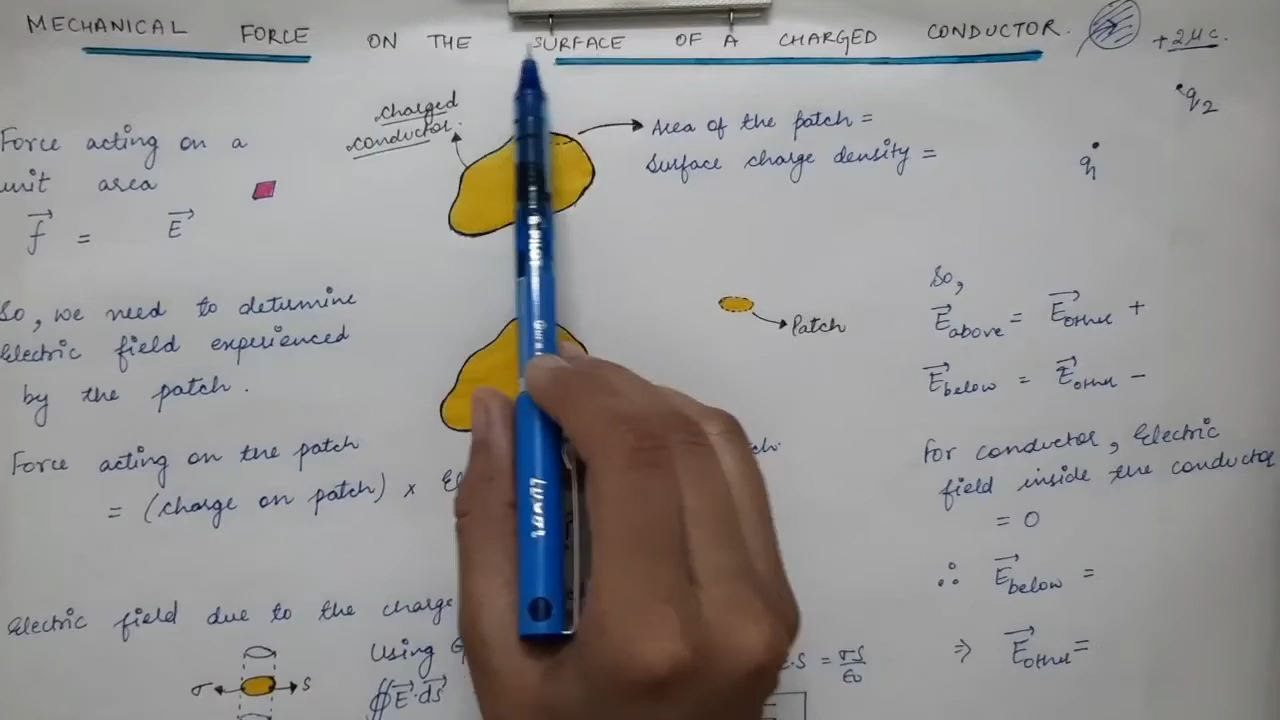 MECHANICAL FORCE ON THE SURFACE OF A CHARGED CONDUCTOR.
+2μc.
q2
q
charged
conductor.
Area of the patch =
Surface charge density =
Force acting on a
unit area
f = E
So, we need to determine
Electric field experienced
by the patch.
Patch
So,
E above = E other +
E below = E other -
Force acting on the patch
= (charge on patch) ×
For conductor, Electric
field inside the conductor
= 0
∴ E below =
⇒ E other =
Electric field due to the charge
Using
∯ E.ds
σ
S
.S = σS/ε0
PILOT
LUXOR